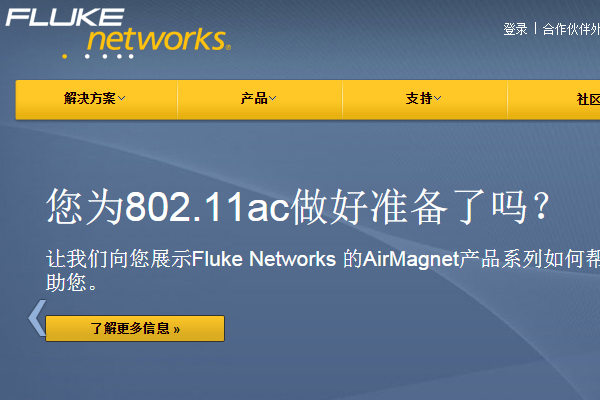 FLUKE
networks®
登录 | 合作伙伴外
解决方案 产品 支持 社区
您为802.11ac做好准备了吗?
让我们向您展示Fluke Networks 的AirMagnet产品系列如何帮
助您。
了解更多信息 »